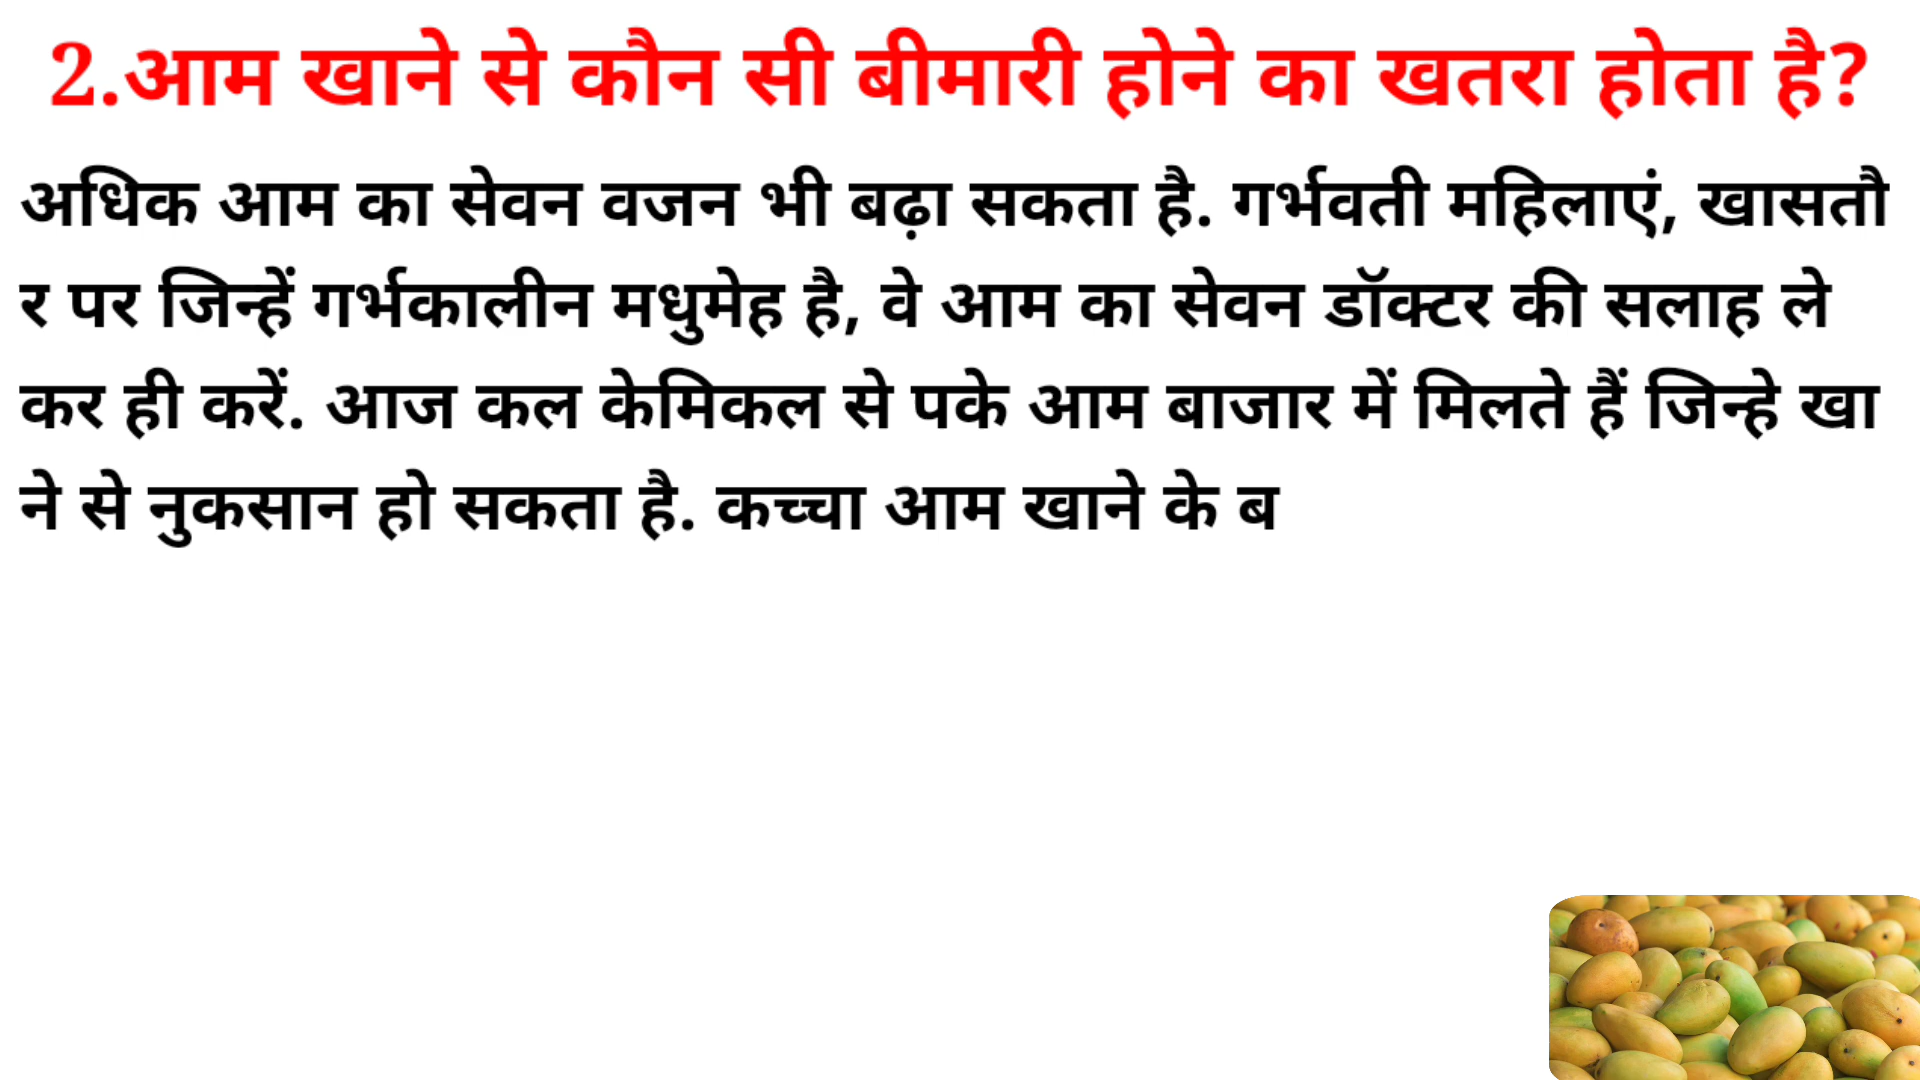 2.आम खाने से कौन सी बीमारी होने का खतरा होता है?
अधिक आम का सेवन वजन भी बढ़ा सकता है. गर्भवती महिलाएं, खासतौ
र पर जिन्हें गर्भकालीन मधुमेह है, वे आम का सेवन डॉक्टर की सलाह ले
कर ही करें. आज कल केमिकल से पके आम बाजार में मिलते हैं जिन्हे खा
ने से नुकसान हो सकता है. कच्चा आम खाने के ब